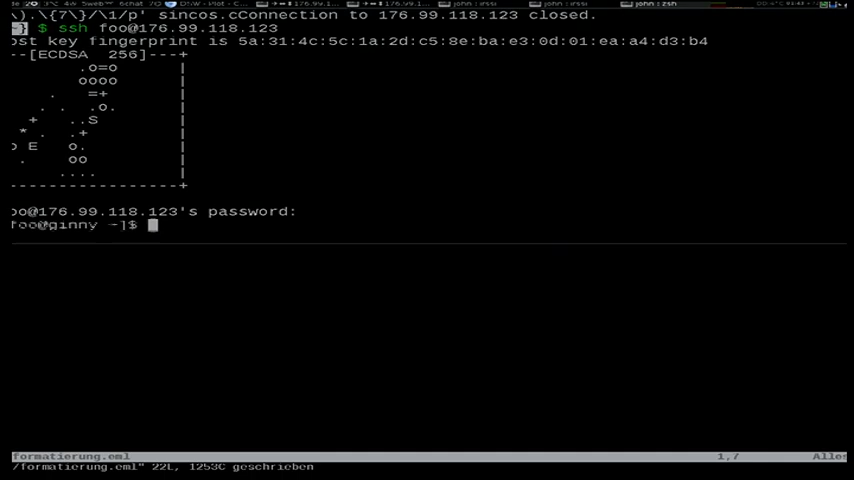 \).\{7\}/\1/p' sincos.cConnection to 176.99.118.123 closed.
$ ssh foo@176.99.118.123
ost key fingerprint is 5a:31:4c:5c:1a:2d:c5:8e:ba:e3:0d:01:ea:a4:d3:b4
--[ECDSA 256]---+
.o=o |
oooo |
. =+ |
. . .o. |
+ ..S |
* . .+ |
o E o. |
. oo |
.... |
-----------------+
oo@176.99.118.123's password:
foo@ginny ~]$
formatierung.eml 1,7 Alles
/formatierung.eml" 22L, 1253C geschrieben